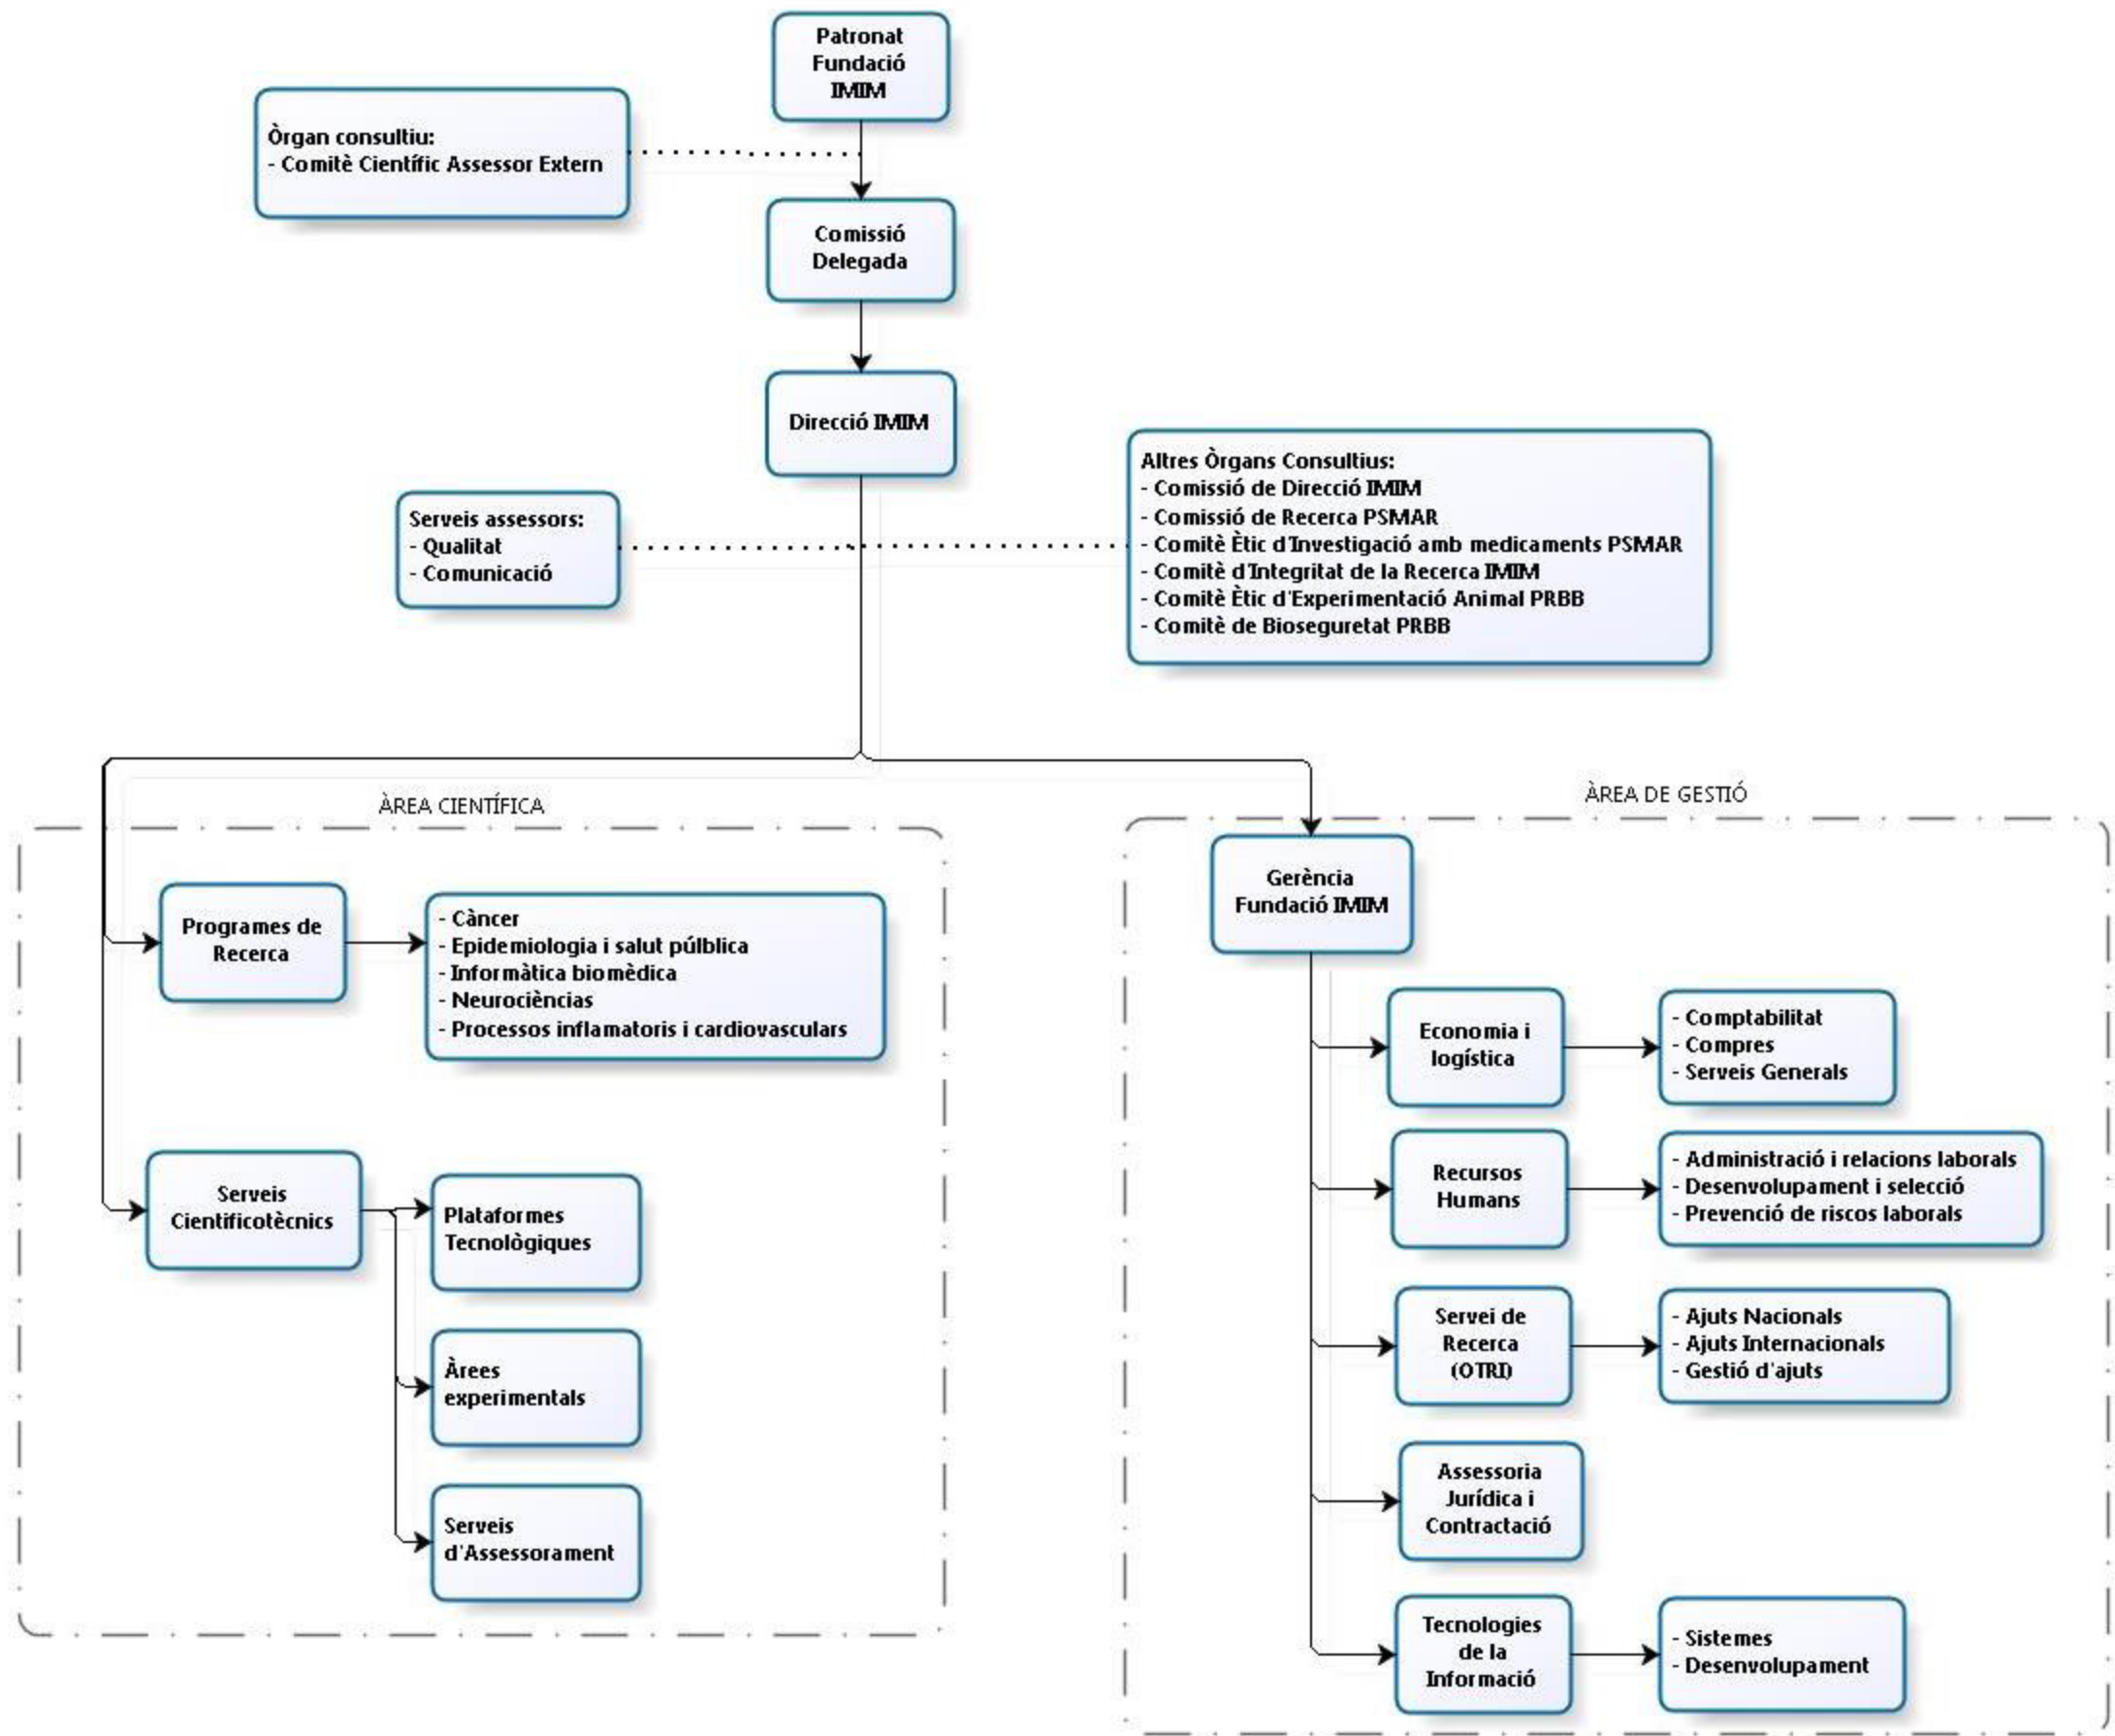 Patronat
Fundació
IMIM
Òrgan consultiu:
- Comitè Científic Assessor Extern
Comissió
Delegada
Direcció IMIM
Serveis assessors:
- Qualitat
- Comunicació
Altres Òrgans Consultius:
- Comissió de Direcció IMIM
- Comissió de Recerca PSMAR
- Comitè Ètic d'Investigació amb medicaments PSMAR
- Comitè d'Integritat de la Recerca IMIM
- Comitè Ètic d'Experimentació Animal PRBB
- Comitè de Bioseguretat PRBB
ÀREA CIENTÍFICA
Programes de
Recerca
- Càncer
- Epidemiologia i salut púlblica
- Informàtica biomèdica
- Neurociències
- Processos inflamatoris i cardiovasculars
Serveis
Cientificotècnics
Plataformes
Tecnològiques
Àrees
experimentals
Serveis
d'Assessorament
ÀREA DE GESTIÓ
Gerència
Fundació IMIM
Economia i
logística
- Comptabilitat
- Compres
- Serveis Generals
Recursos
Humans
- Administració i relacions laborals
- Desenvolupament i selecció
- Prevenció de riscos laborals
Servei de
Recerca
(OTRI)
- Ajuts Nacionals
- Ajuts Internacionals
- Gestió d'ajuts
Assessoria
Jurídica i
Contractació
Tecnologies
de la
Informació
- Sistemes
- Desenvolupament